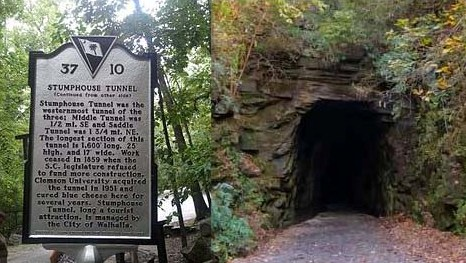 37 10
STUMPHOUSE TUNNEL
(Continued from other side)
Stumphouse Tunnel was the
westernmost tunnel of the
three; Middle Tunnel was
1/2 mi. SE and Saddle
Tunnel was 1 3/4 mi. NE.
The longest section of this
tunnel is 1,600' long, 25'
high, and 17' wide. Work
ceased in 1859 when the
S.C. legislature refused
to fund more construction.
Clemson University acquired
the tunnel in 1951 and
cured blue cheese here for
several years. Stumphouse
Tunnel, long a tourist
attraction, is managed by
the City of Walhalla.